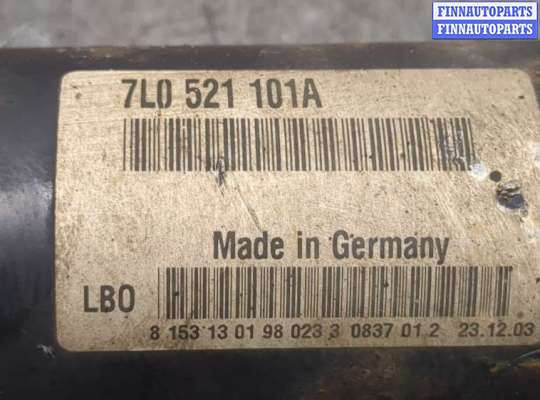 FINNAUTOPARTS
FINNAUTOPARTS
7L0 521 101A
Made in Germany
LBO
8 153 13 01 98 023 3 0837 01 2 23.12.03